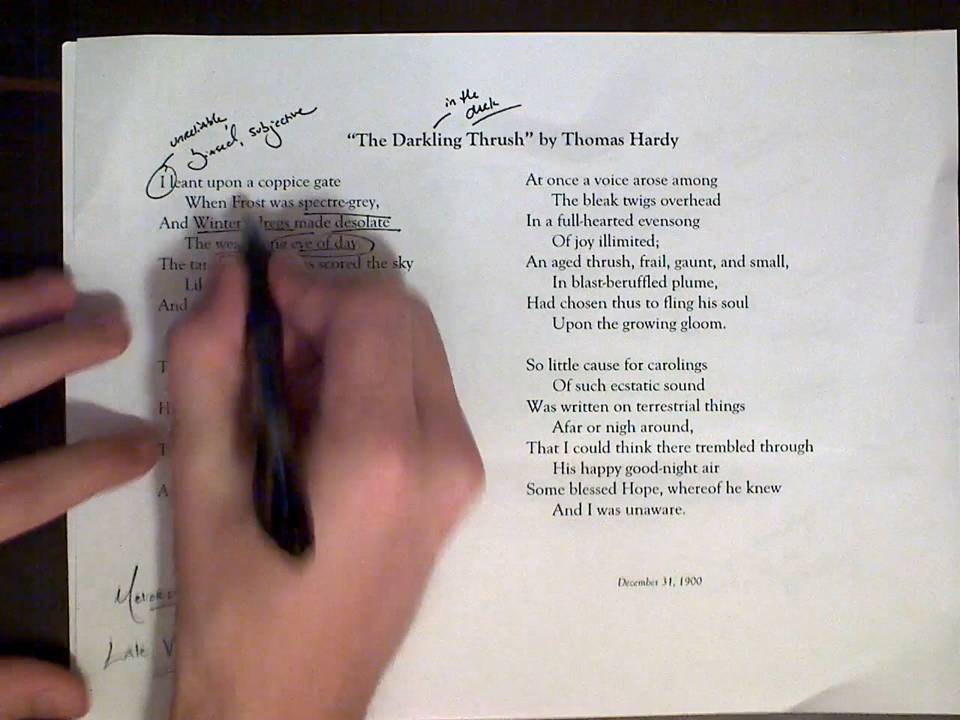 in the
dark
unreliable
biased, subjective
"The Darkling Thrush" by Thomas Hardy
I leant upon a coppice gate
When Frost was spectre-grey,
And Winter dregs made desolate
The eye of day.
The scored the sky
And
At once a voice arose among
The bleak twigs overhead
In a full-hearted evensong
Of joy illimited;
An aged thrush, frail, gaunt, and small,
In blast-beruffled plume,
Had chosen thus to fling his soul
Upon the growing gloom.
So little cause for carolings
Of such ecstatic sound
Was written on terrestrial things
Afar or nigh around,
That I could think there trembled through
His happy good-night air
Some blessed Hope, whereof he knew
And I was unaware.
December 31, 1900
Late V